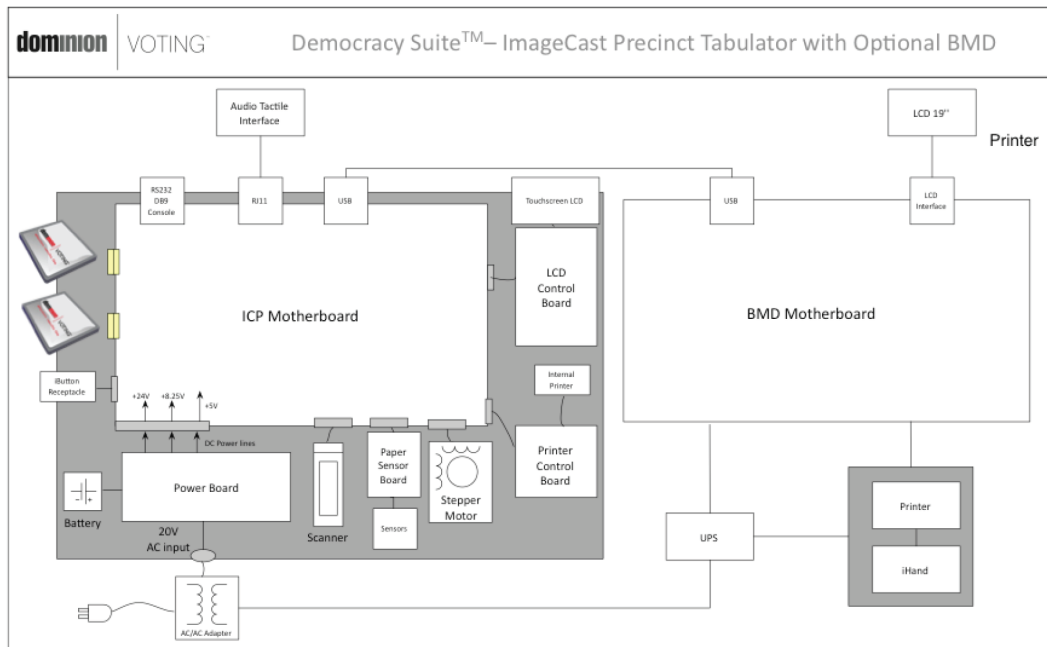 dominion VOTING
Democracy Suite™– ImageCast Precinct Tabulator with Optional BMD
Audio Tactile
Interface
LCD 19"
Printer
RS232
DB9
Console
RJ11
USB
Touchscreen LCD
USB
LCD
Interface
VOTING
VOTING
ICP Motherboard
LCD
Control
Board
BMD Motherboard
iButton
Receptacle
+24V
+8.25V
+5V
Internal
Printer
DC Power lines
Power Board
Battery
20V
AC input
Scanner
Paper
Sensor
Board
Sensors
Stepper
Motor
Printer
Control
Board
UPS
Printer
iHand
AC/AC Adapter